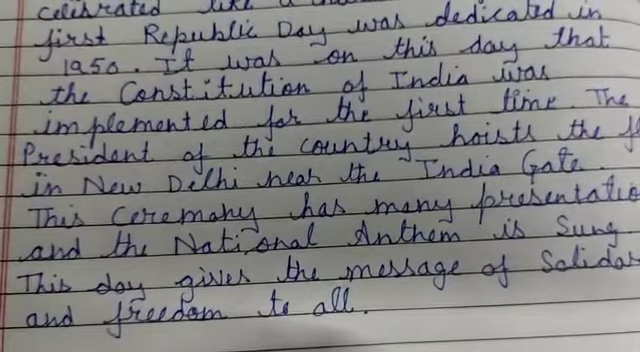 celebrated like a
first Republic Day was dedicated in
1950. It was on this day that
the Constitution of India was
implemented for the first time. The
President of the country hoists the
in New Delhi near the India Gate.
This ceremony has many presentatio
and the National Anthem is Sung.
This day gives the message of Solidar
and freedom to all.